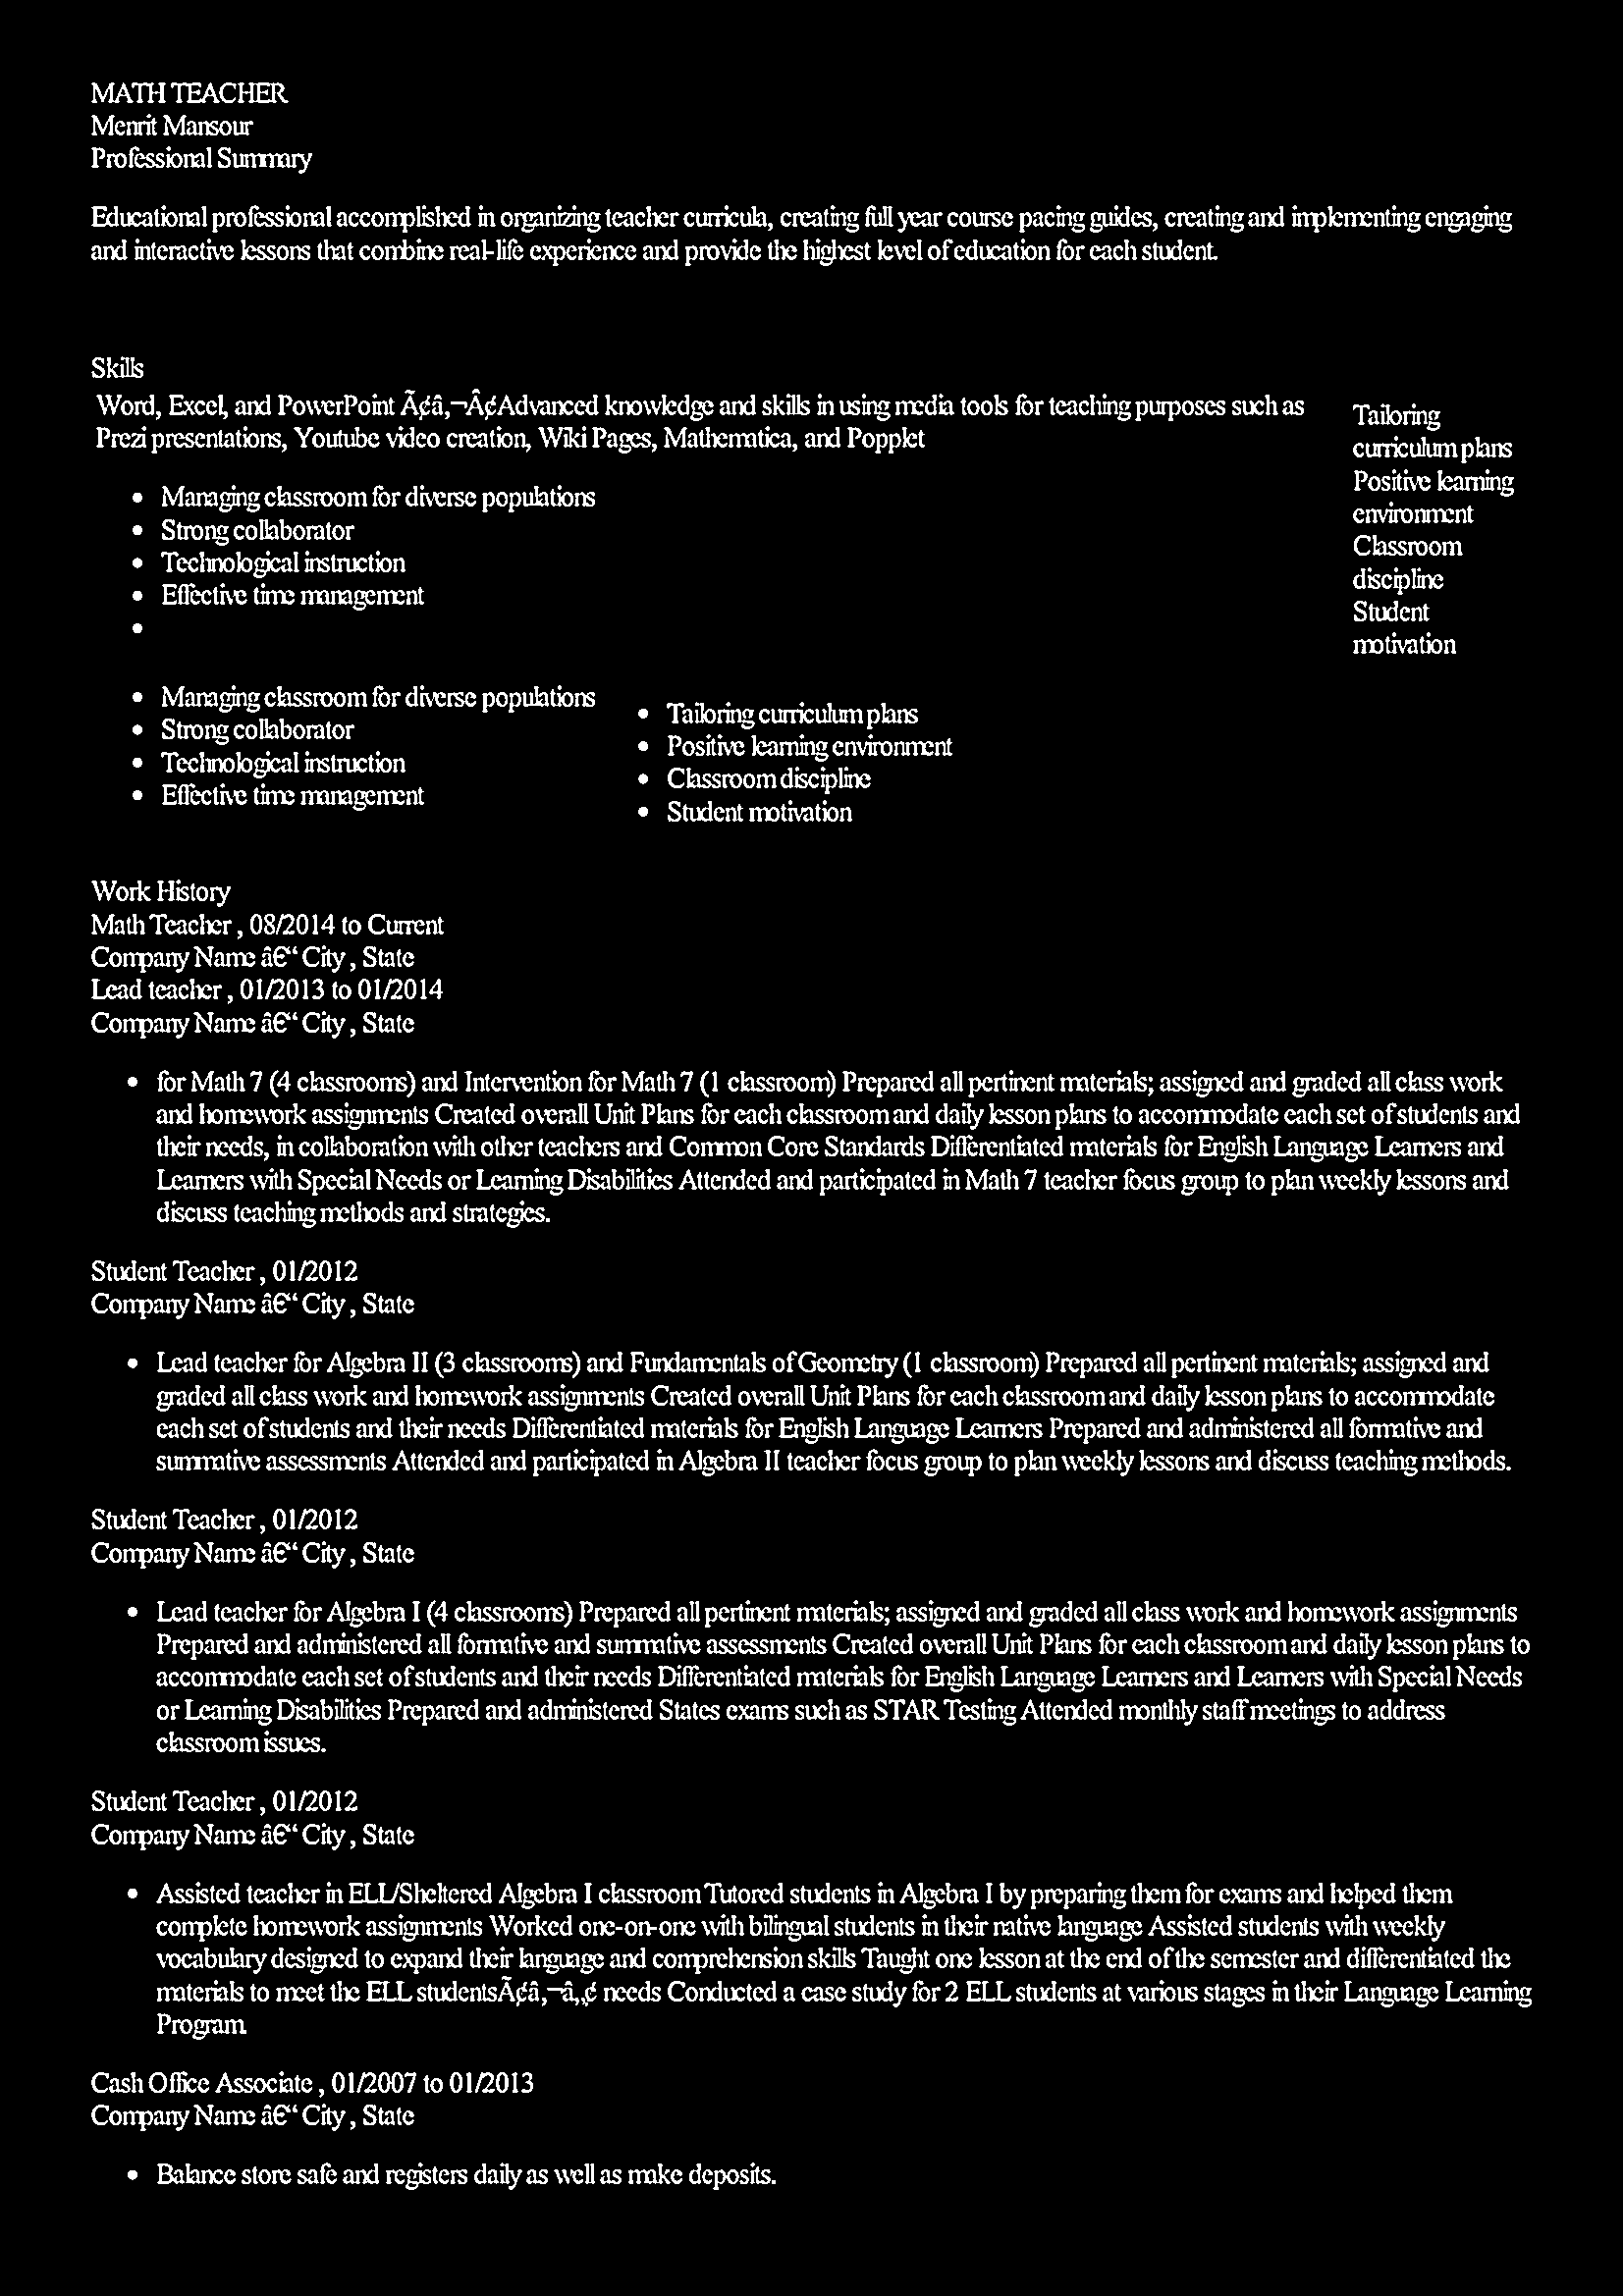 MATH TEACHER
Menrit Mansour
Professional Summary
Educational professional accomplished in organizing teacher curricula, creating full year course pacing guides, creating and implementing engaging
and interactive lessons that combine real-life experience and provide the highest level of education for each student.
Skills
Word, Excel, and PowerPoint Ã¢â‚¬Â¢Advanced knowledge and skills in using media tools for teaching purposes such as
Prezi presentations, Youtube video creation, Wiki Pages, Mathematica, and Popplet
• Managing classroom for diverse populations
• Strong collaborator
• Technological instruction
• Effective time management
•
Tailoring
curriculum plans
Positive learning
environment
Classroom
discipline
Student
motivation
• Managing classroom for diverse populations
• Strong collaborator
• Technological instruction
• Effective time management
• Tailoring curriculum plans
• Positive learning environment
• Classroom discipline
• Student motivation
Work History
Math Teacher , 08/2014 to Current
Company Name â€“ City , State
Lead teacher , 01/2013 to 01/2014
Company Name â€“ City , State
• for Math 7 (4 classrooms) and Intervention for Math 7 (1 classroom) Prepared all pertinent materials; assigned and graded all class work
and homework assignments Created overall Unit Plans for each classroom and daily lesson plans to accommodate each set of students and
their needs, in collaboration with other teachers and Common Core Standards Differentiated materials for English Language Learners and
Learners with Special Needs or Learning Disabilities Attended and participated in Math 7 teacher focus group to plan weekly lessons and
discuss teaching methods and strategies.
Student Teacher , 01/2012
Company Name â€“ City , State
• Lead teacher for Algebra II (3 classrooms) and Fundamentals of Geometry (1 classroom) Prepared all pertinent materials; assigned and
graded all class work and homework assignments Created overall Unit Plans for each classroom and daily lesson plans to accommodate
each set of students and their needs Differentiated materials for English Language Learners Prepared and administered all formative and
summative assessments Attended and participated in Algebra II teacher focus group to plan weekly lessons and discuss teaching methods.
Student Teacher , 01/2012
Company Name â€“ City , State
• Lead teacher for Algebra I (4 classrooms) Prepared all pertinent materials; assigned and graded all class work and homework assignments
Prepared and administered all formative and summative assessments Created overall Unit Plans for each classroom and daily lesson plans to
accommodate each set of students and their needs Differentiated materials for English Language Learners and Learners with Special Needs
or Learning Disabilities Prepared and administered States exams such as STAR Testing Attended monthly staff meetings to address
classroom issues.
Student Teacher , 01/2012
Company Name â€“ City , State
• Assisted teacher in ELL/Sheltered Algebra I classroom Tutored students in Algebra I by preparing them for exams and helped them
complete homework assignments Worked one-on-one with bilingual students in their native language Assisted students with weekly
vocabulary designed to expand their language and comprehension skills Taught one lesson at the end of the semester and differentiated the
materials to meet the ELL studentsÃ¢â‚¬â„¢ needs Conducted a case study for 2 ELL students at various stages in their Language Learning
Program.
Cash Office Associate , 01/2007 to 01/2013
Company Name â€“ City , State
• Balance store safe and registers daily as well as make deposits.